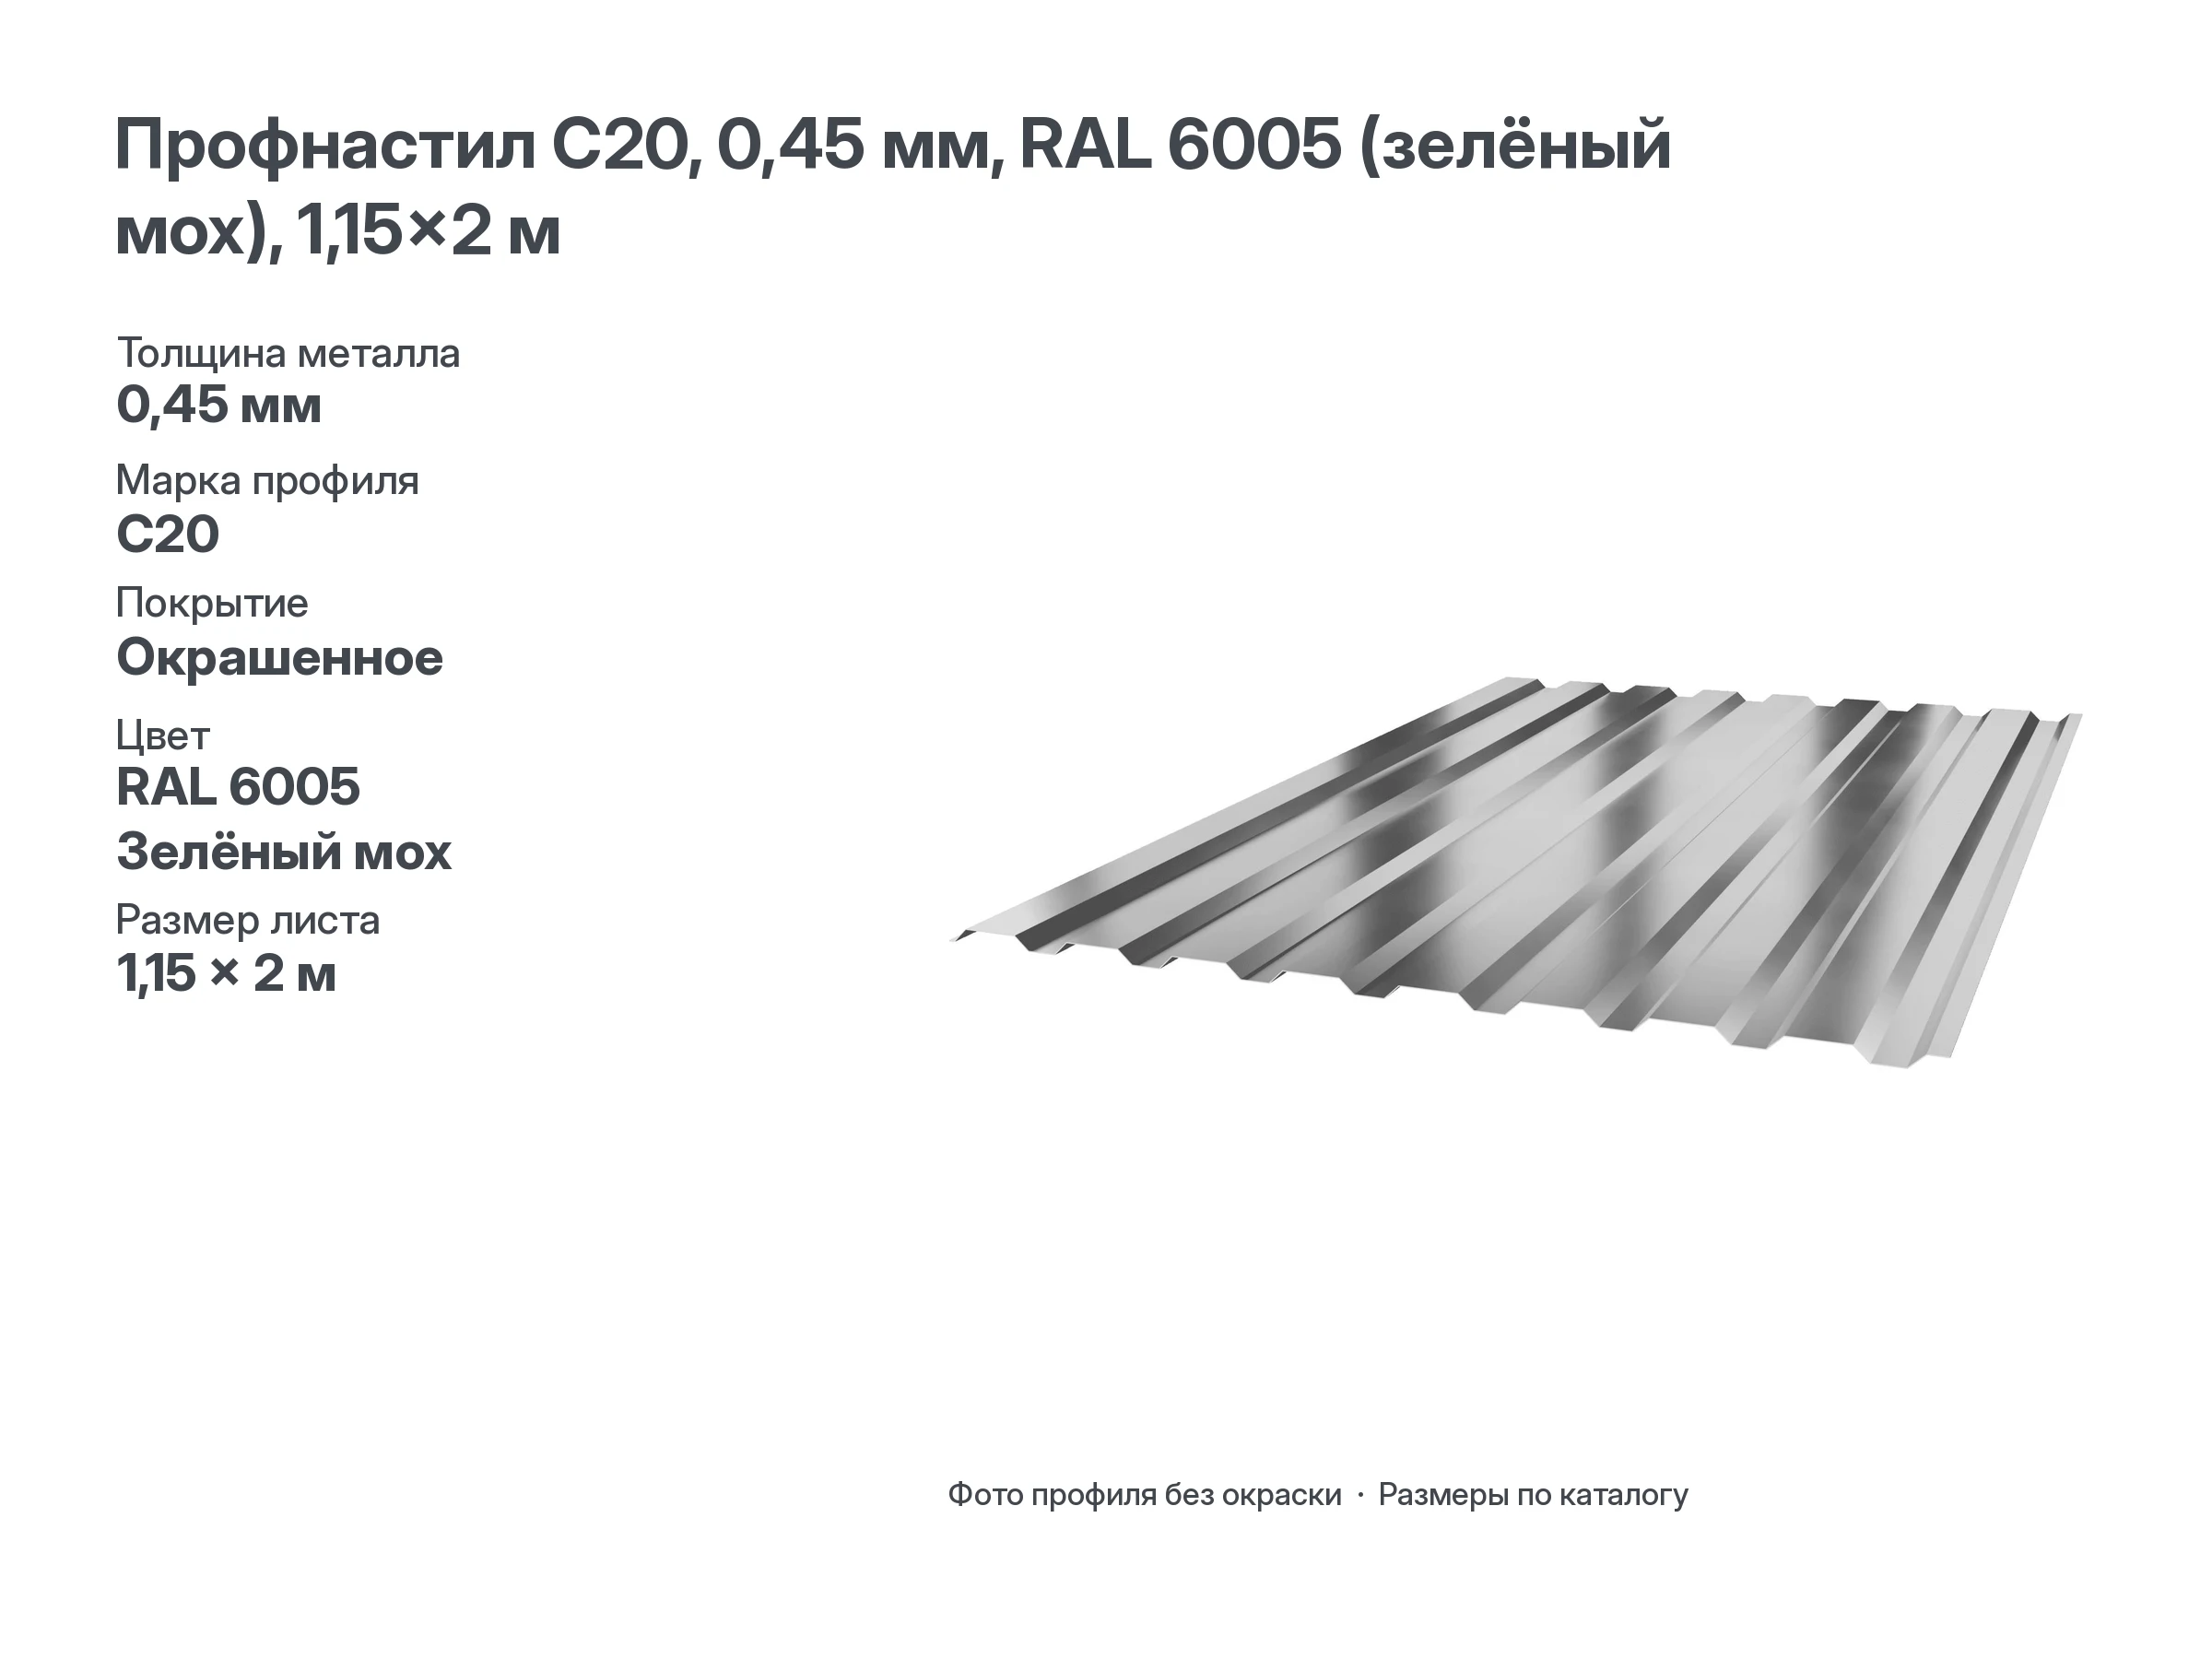 Профнастил С20, 0,45 мм, RAL 6005 (зелёный
мох), 1,15×2 м
Толщина металла
0,45 мм
Марка профиля
С20
Покрытие
Окрашенное
Цвет
RAL 6005
Зелёный мох
Размер листа
1,15 × 2 м
Фото профиля без окраски · Размеры по каталогу